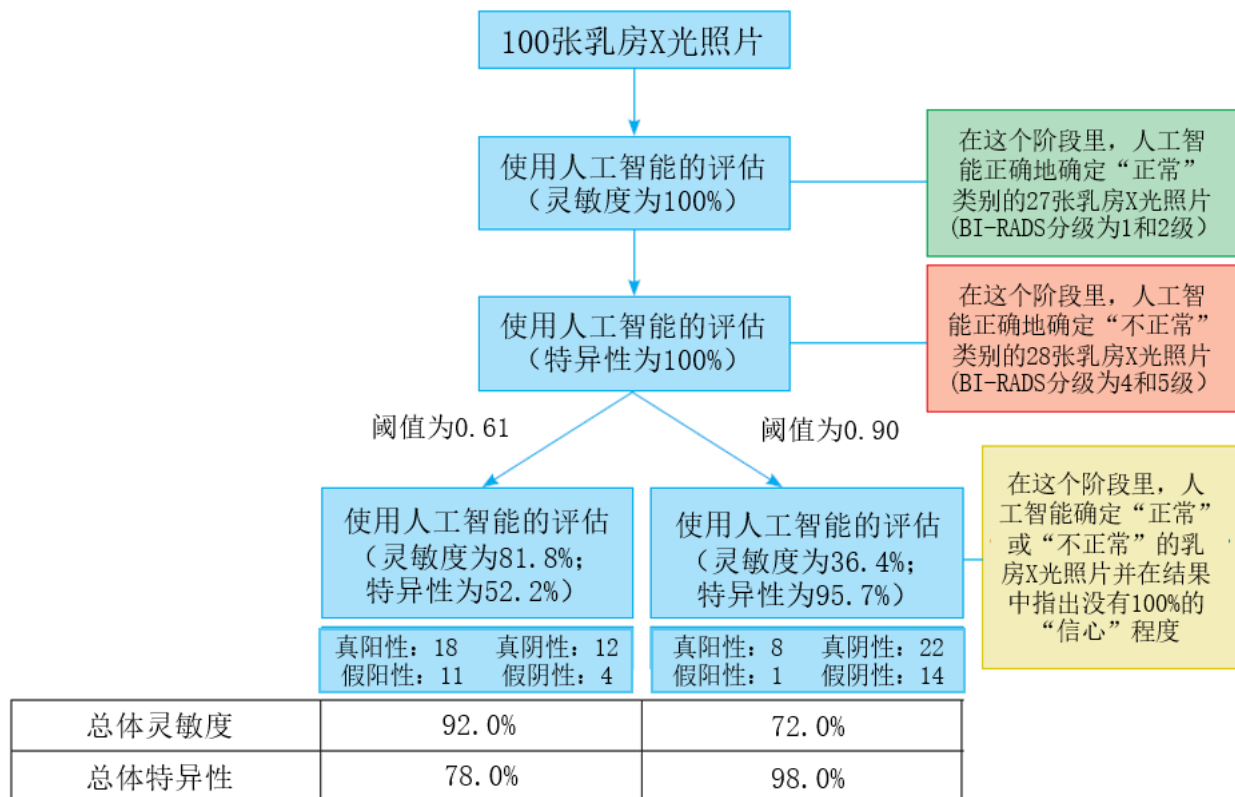 100张乳房X光照片
使用人工智能的评估
（灵敏度为100%）
在这个阶段里，人工智
能正确地确定“正常”
类别的27张乳房X光照片
(BI-RADS分级为1和2级）
使用人工智能的评估
（特异性为100%）
在这个阶段里，人工智
能正确地确定“不正常”
类别的28张乳房X光照片
(BI-RADS分级为4和5级）
阈值为0.61
阈值为0.90
使用人工智能的评估
（灵敏度为81.8%；
特异性为52.2%）
使用人工智能的评估
（灵敏度为36.4%；
特异性为95.7%）
在这个阶段里，人
工智能确定“正常”
或“不正常”的乳
房X光照片并在结果
中指出没有100%的
“信心”程度
真阳性：18 真阴性：12
假阳性：11 假阴性：4
真阳性：8 真阴性：22
假阳性：1 假阴性：14
总体灵敏度 92.0% 72.0%
总体特异性 78.0% 98.0%